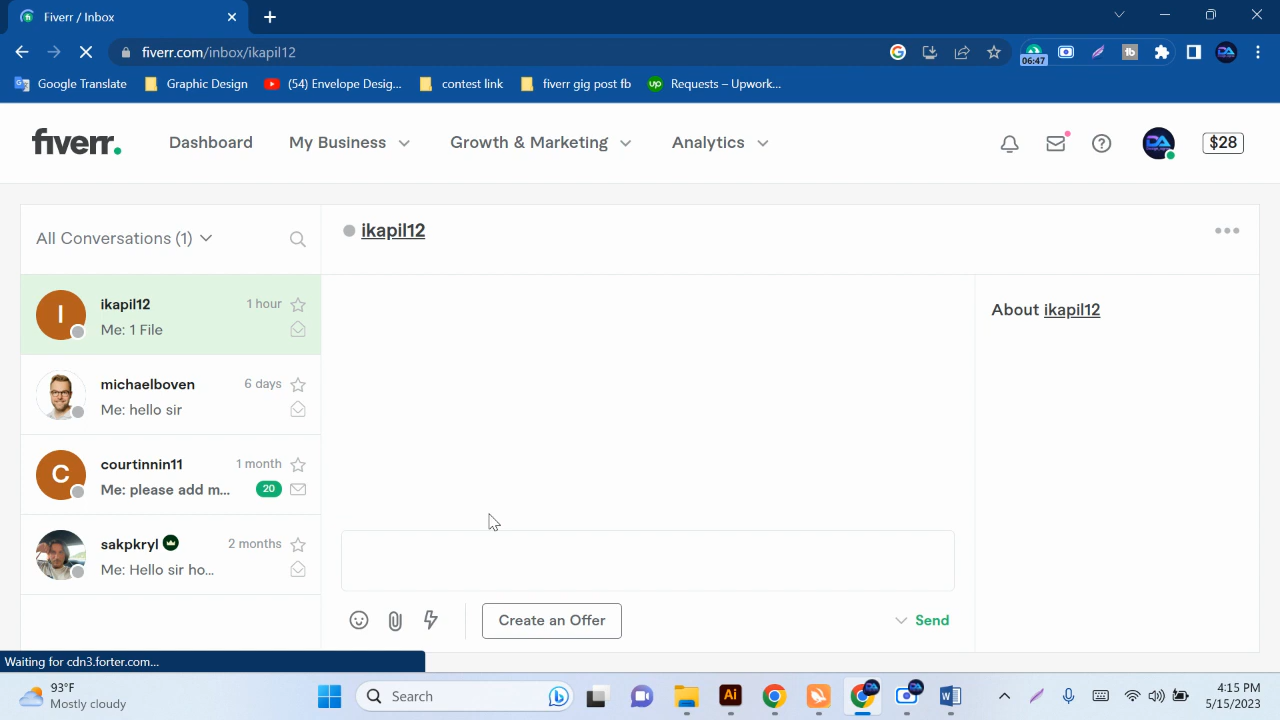 Fiverr / Inbox
fiverr.com/inbox/ikapil12
06:47
Google Translate
Graphic Design
(54) Envelope Desig...
contest link
fiverr gig post fb
up
Requests – Upwork...
fiverr.
Dashboard
My Business
Growth & Marketing
Analytics
DA
$28
All Conversations (1)
ikapil12
I
ikapil12
1 hour
Me: 1 File
About ikapil12
michaelboven
6 days
Me: hello sir
C
courtinnin11
1 month
Me: please add m...
20
sakpkryl
2 months
Me: Hello sir ho...
Create an Offer
Send
Waiting for cdn3.forter.com...
93°F
Mostly cloudy
Search
Ai
4:15 PM
5/15/2023